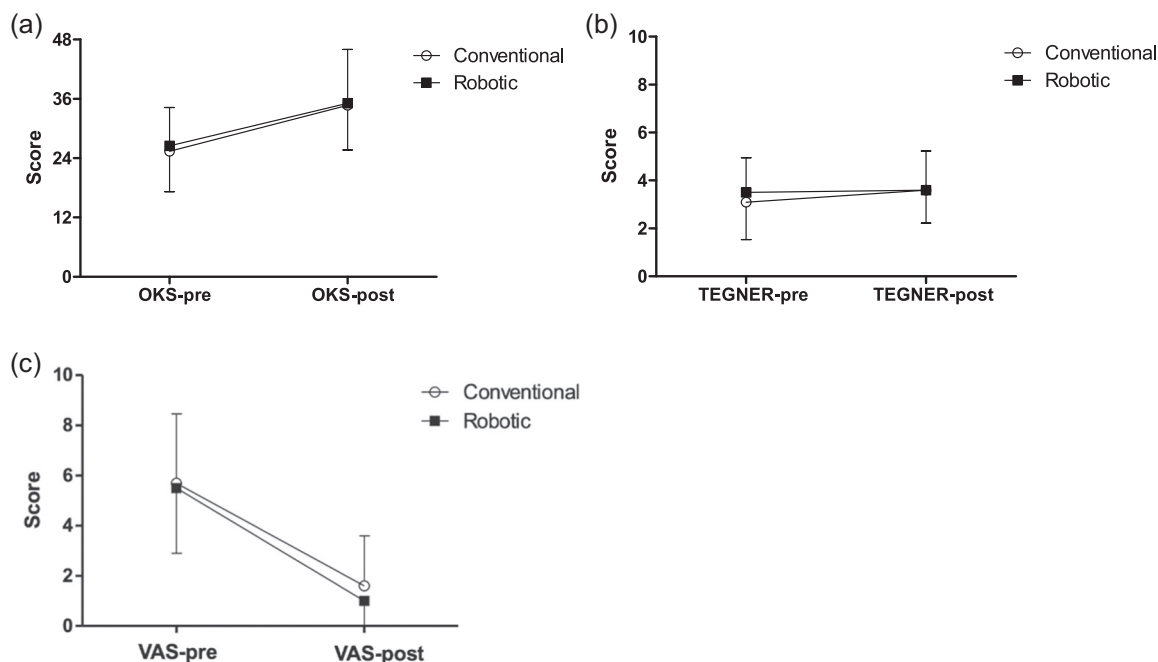 (a)
48
36
24
12
0
Score
OKS-pre
OKS-post
Conventional
Robotic
(b)
10
8
6
4
2
0
Score
TEGNER-pre
TEGNER-post
Conventional
Robotic
(c)
10
8
6
4
2
0
Score
VAS-pre
VAS-post
Conventional
Robotic